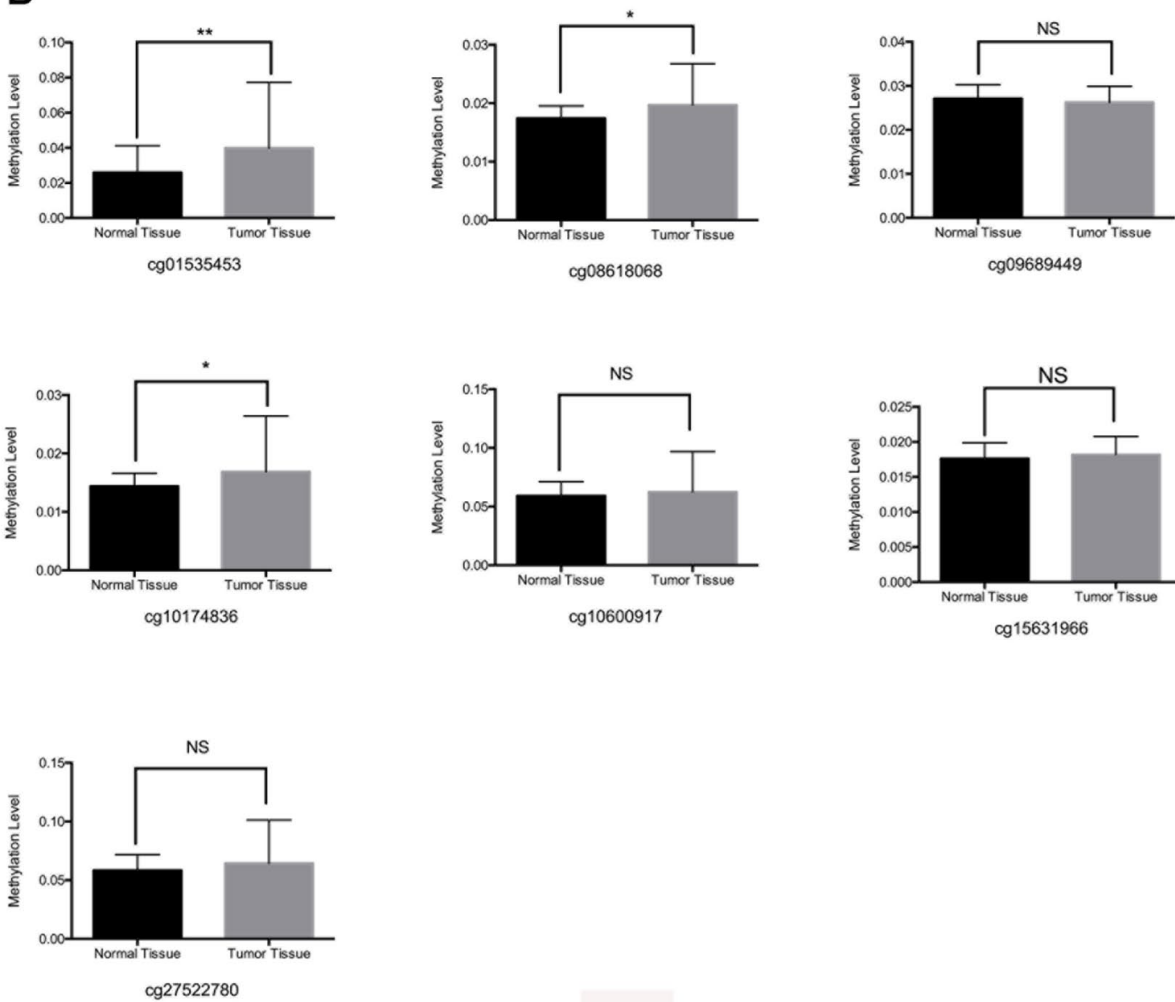 B
**
0.10
0.08
0.06
0.04
0.02
0.00
Methylation Level
Normal Tissue Tumor Tissue
cg01535453
*
0.03
0.02
0.01
0.00
Methylation Level
Normal Tissue Tumor Tissue
cg08618068
NS
0.04
0.03
0.02
0.01
0.00
Methylation Level
Normal Tissue Tumor Tissue
cg09689449
*
0.03
0.02
0.01
0.00
Methylation Level
Normal Tissue Tumor Tissue
cg10174836
NS
0.15
0.10
0.05
0.00
Methylation Level
Normal Tissue Tumor Tissue
cg10600917
NS
0.025
0.020
0.015
0.010
0.005
0.000
Methylation Level
Normal Tissue Tumor Tissue
cg15631966
NS
0.15
0.10
0.05
0.00
Methylation Level
Normal Tissue Tumor Tissue
cg27522780